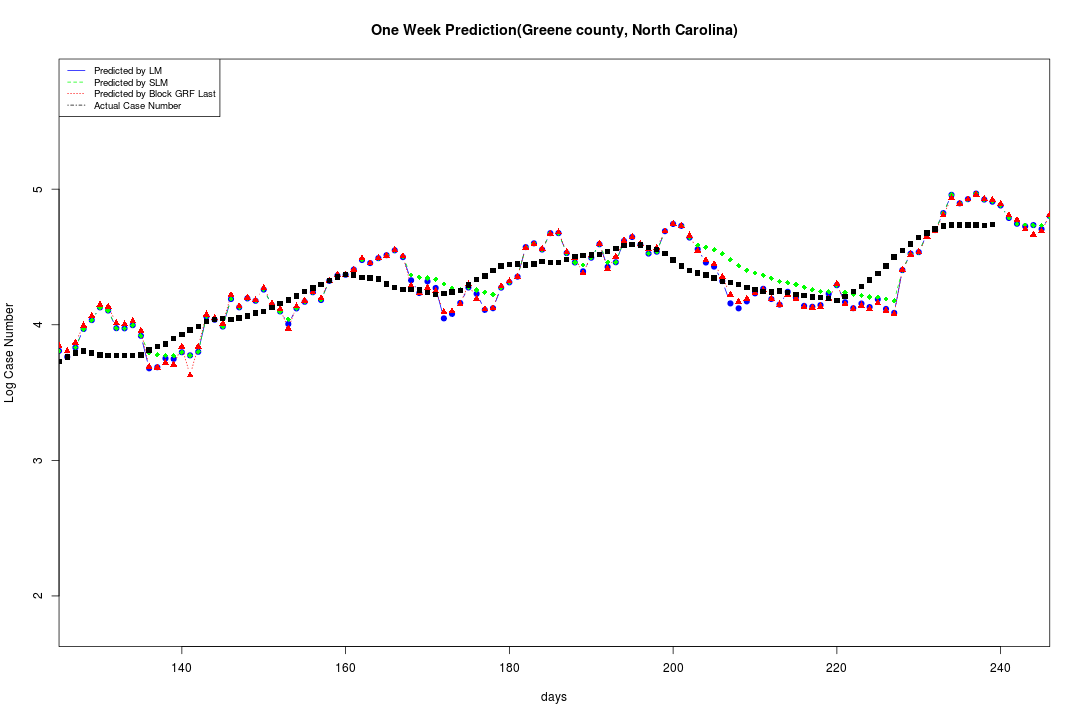 One Week Prediction(Greene county, North Carolina)
Predicted by LM
Predicted by SLM
Predicted by Block GRF Last
Actual Case Number
5
4
3
2
Log Case Number
140 160 180 200 220 240
days